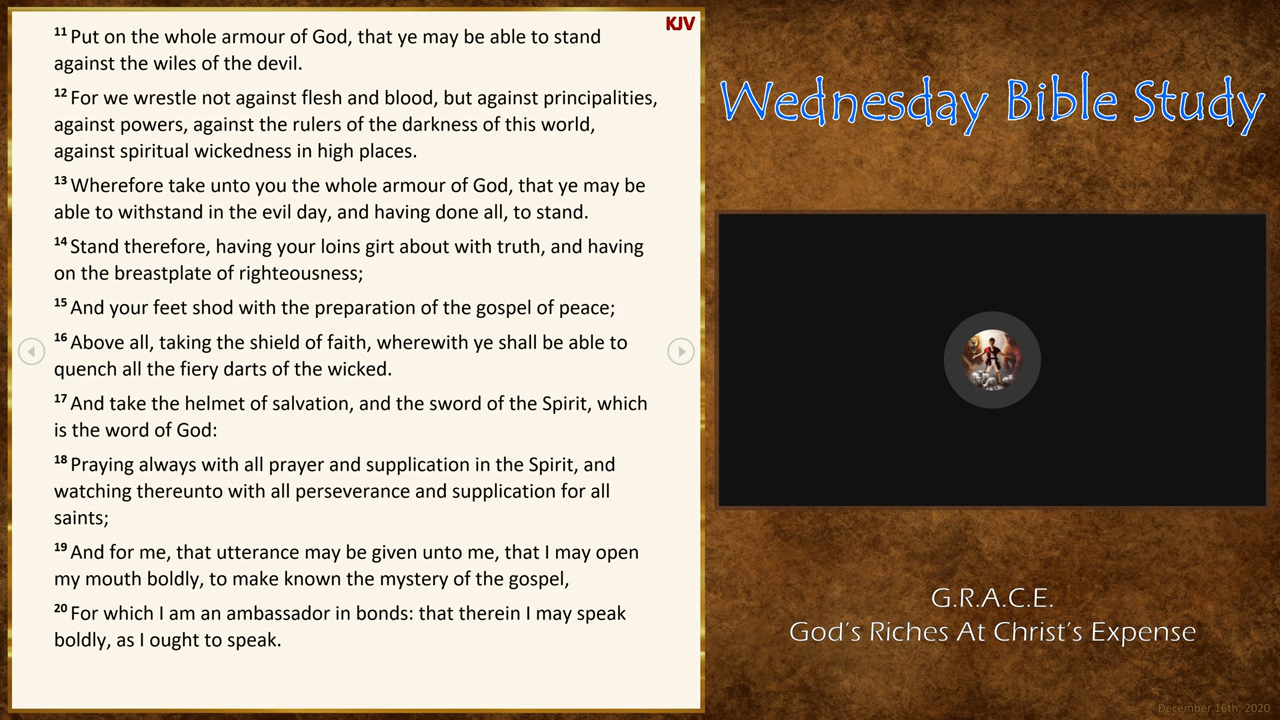 KJV
11 Put on the whole armour of God, that ye may be able to stand
against the wiles of the devil.
12 For we wrestle not against flesh and blood, but against principalities,
against powers, against the rulers of the darkness of this world,
against spiritual wickedness in high places.
13 Wherefore take unto you the whole armour of God, that ye may be
able to withstand in the evil day, and having done all, to stand.
14 Stand therefore, having your loins girt about with truth, and having
on the breastplate of righteousness;
15 And your feet shod with the preparation of the gospel of peace;
16 Above all, taking the shield of faith, wherewith ye shall be able to
quench all the fiery darts of the wicked.
17 And take the helmet of salvation, and the sword of the Spirit, which
is the word of God:
18 Praying always with all prayer and supplication in the Spirit, and
watching thereunto with all perseverance and supplication for all
saints;
19 And for me, that utterance may be given unto me, that I may open
my mouth boldly, to make known the mystery of the gospel,
20 For which I am an ambassador in bonds: that therein I may speak
boldly, as I ought to speak.
Wednesday Bible Study
G.R.A.C.E.
God's Riches At Christ's Expense
December 16th, 2020